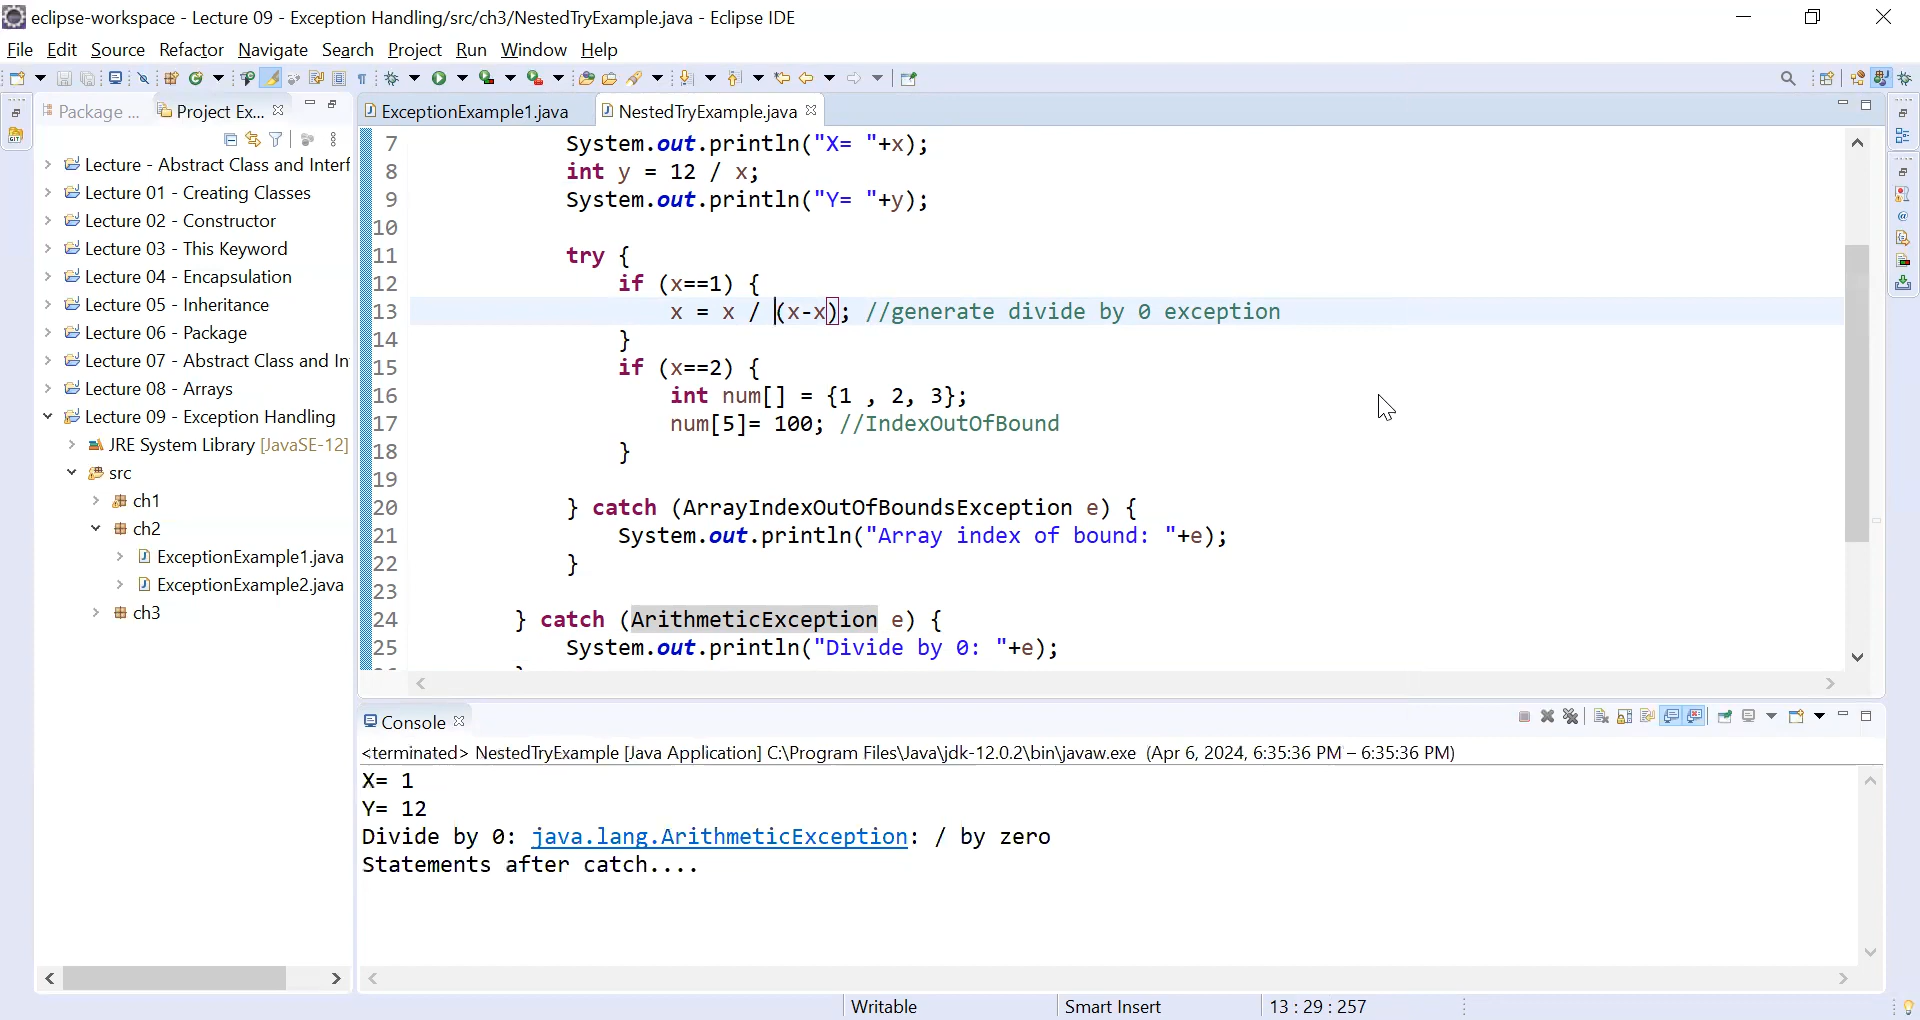 eclipse-workspace - Lecture 09 - Exception Handling/src/ch3/NestedTryExample.java - Eclipse IDE
File Edit Source Refactor Navigate Search Project Run Window Help
Package ... Project Ex...
ExceptionExample1.java NestedTryExample.java
Lecture - Abstract Class and Interf
Lecture 01 - Creating Classes
Lecture 02 - Constructor
Lecture 03 - This Keyword
Lecture 04 - Encapsulation
Lecture 05 - Inheritance
Lecture 06 - Package
Lecture 07 - Abstract Class and In
Lecture 08 - Arrays
Lecture 09 - Exception Handling
JRE System Library [JavaSE-12]
src
ch1
ch2
ExceptionExample1.java
ExceptionExample2.java
ch3
7 System.out.println("X= "+x);
8 int y = 12 / x;
9 System.out.println("Y= "+y);
10
11 try {
12 if (x==1) {
13 x = x / (x-x); //generate divide by 0 exception
14 }
15 if (x==2) {
16 int num[] = {1 , 2, 3};
17 num[5]= 100; //IndexOutOfBound
18 }
19
20 } catch (ArrayIndexOutOfBoundsException e) {
21 System.out.println("Array index of bound: "+e);
22 }
23
24 } catch (ArithmeticException e) {
25 System.out.println("Divide by 0: "+e);
Console
<terminated> NestedTryExample [Java Application] C:\Program Files\Java\jdk-12.0.2\bin\javaw.exe (Apr 6, 2024, 6:35:36 PM – 6:35:36 PM)
X= 1
Y= 12
Divide by 0: java.lang.ArithmeticException: / by zero
Statements after catch....
Writable Smart Insert 13 : 29 : 257